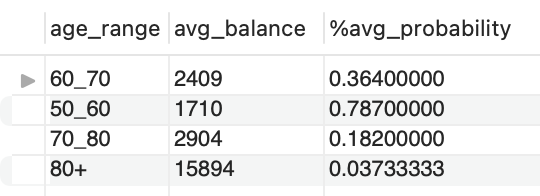 age_range avg_balance %avg_probability
60_70 2409 0.36400000
50_60 1710 0.78700000
70_80 2904 0.18200000
80+ 15894 0.03733333